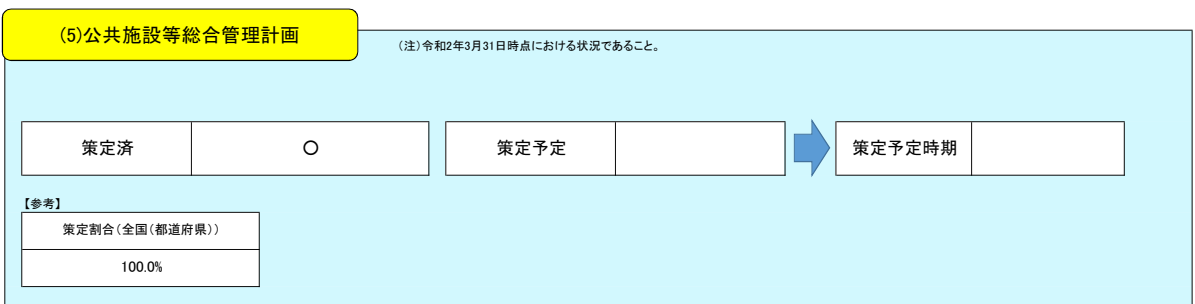 (5)公共施設等総合管理計画
(注)令和2年3月31日時点における状況であること。
策定済 ○ 策定予定 策定予定時期
【参考】
策定割合(全国(都道府県))
100.0%